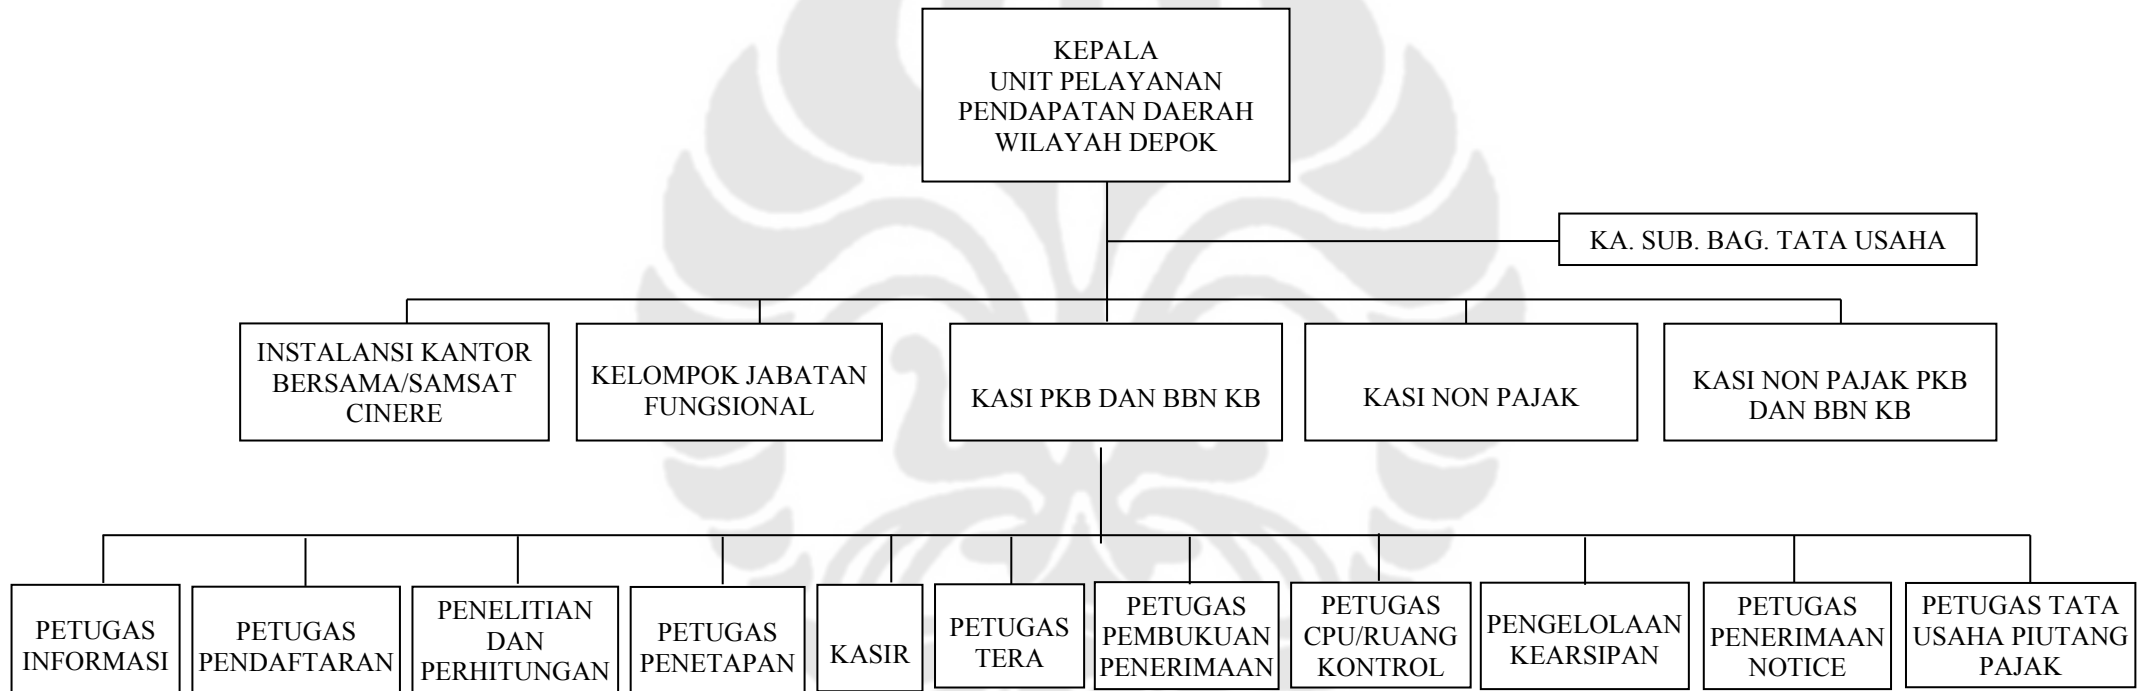 KEPALA
UNIT PELAYANAN
PENDAPATAN DAERAH
WILAYAH DEPOK
KA. SUB. BAG. TATA USAHA
INSTALANSI KANTOR
BERSAMA/SAMSAT
CINERE
KELOMPOK JABATAN
FUNGSIONAL
KASI PKB DAN BBN KB
KASI NON PAJAK
KASI NON PAJAK PKB
DAN BBN KB
PETUGAS
INFORMASI
PETUGAS
PENDAFTARAN
PENELITIAN
DAN
PERHITUNGAN
PETUGAS
PENETAPAN
KASIR
PETUGAS
TERA
PETUGAS
PEMBUKUAN
PENERIMAAN
PETUGAS
CPU/RUANG
KONTROL
PENGELOLAAN
KEARSIPAN
PETUGAS
PENERIMAAN
NOTICE
PETUGAS TATA
USAHA PIUTANG
PAJAK